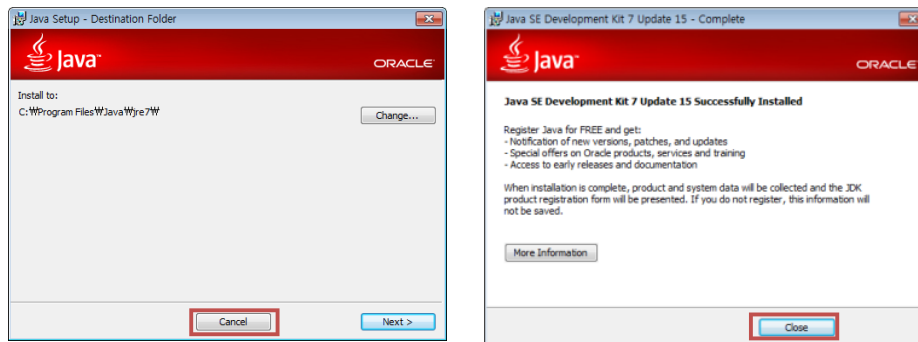 Java Setup - Destination Folder
Java™
ORACLE
Install to:
C:₩Program Files₩Java₩jre7₩
Change...
Cancel
Next >
Java SE Development Kit 7 Update 15 - Complete
Java™
ORACLE
Java SE Development Kit 7 Update 15 Successfully Installed
Register Java for FREE and get:
- Notification of new versions, patches, and updates
- Special offers on Oracle products, services and training
- Access to early releases and documentation
When installation is complete, product and system data will be collected and the JDK
product registration form will be presented. If you do not register, this information will
not be saved.
More Information
Close